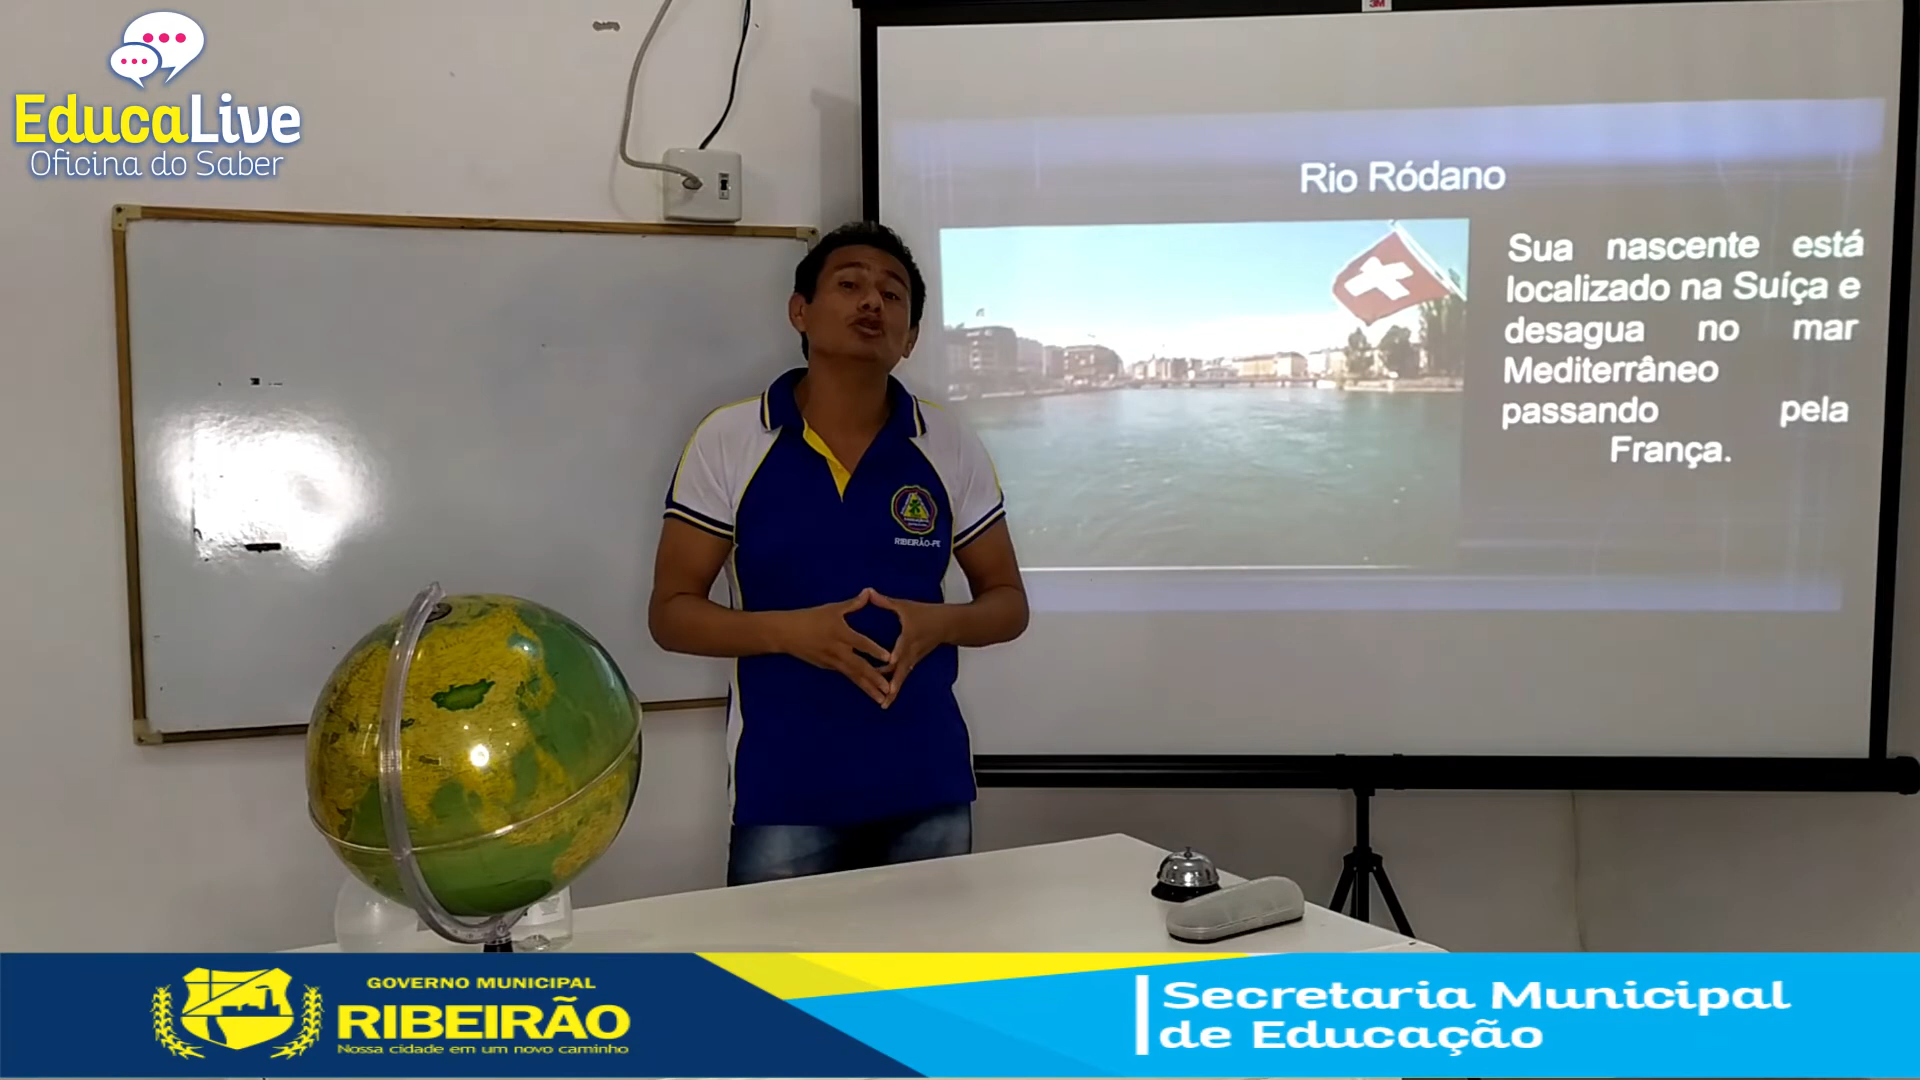 EducaLive
Oficina do Saber
3M
Rio Ródano
Sua nascente está
localizado na Suíça e
desagua no mar
Mediterrâneo
passando pela
França.
RIBEIRÃO-PE
GOVERNO MUNICIPAL
RIBEIRÃO
Nossa cidade em um novo caminho
Secretaria Municipal
de Educação